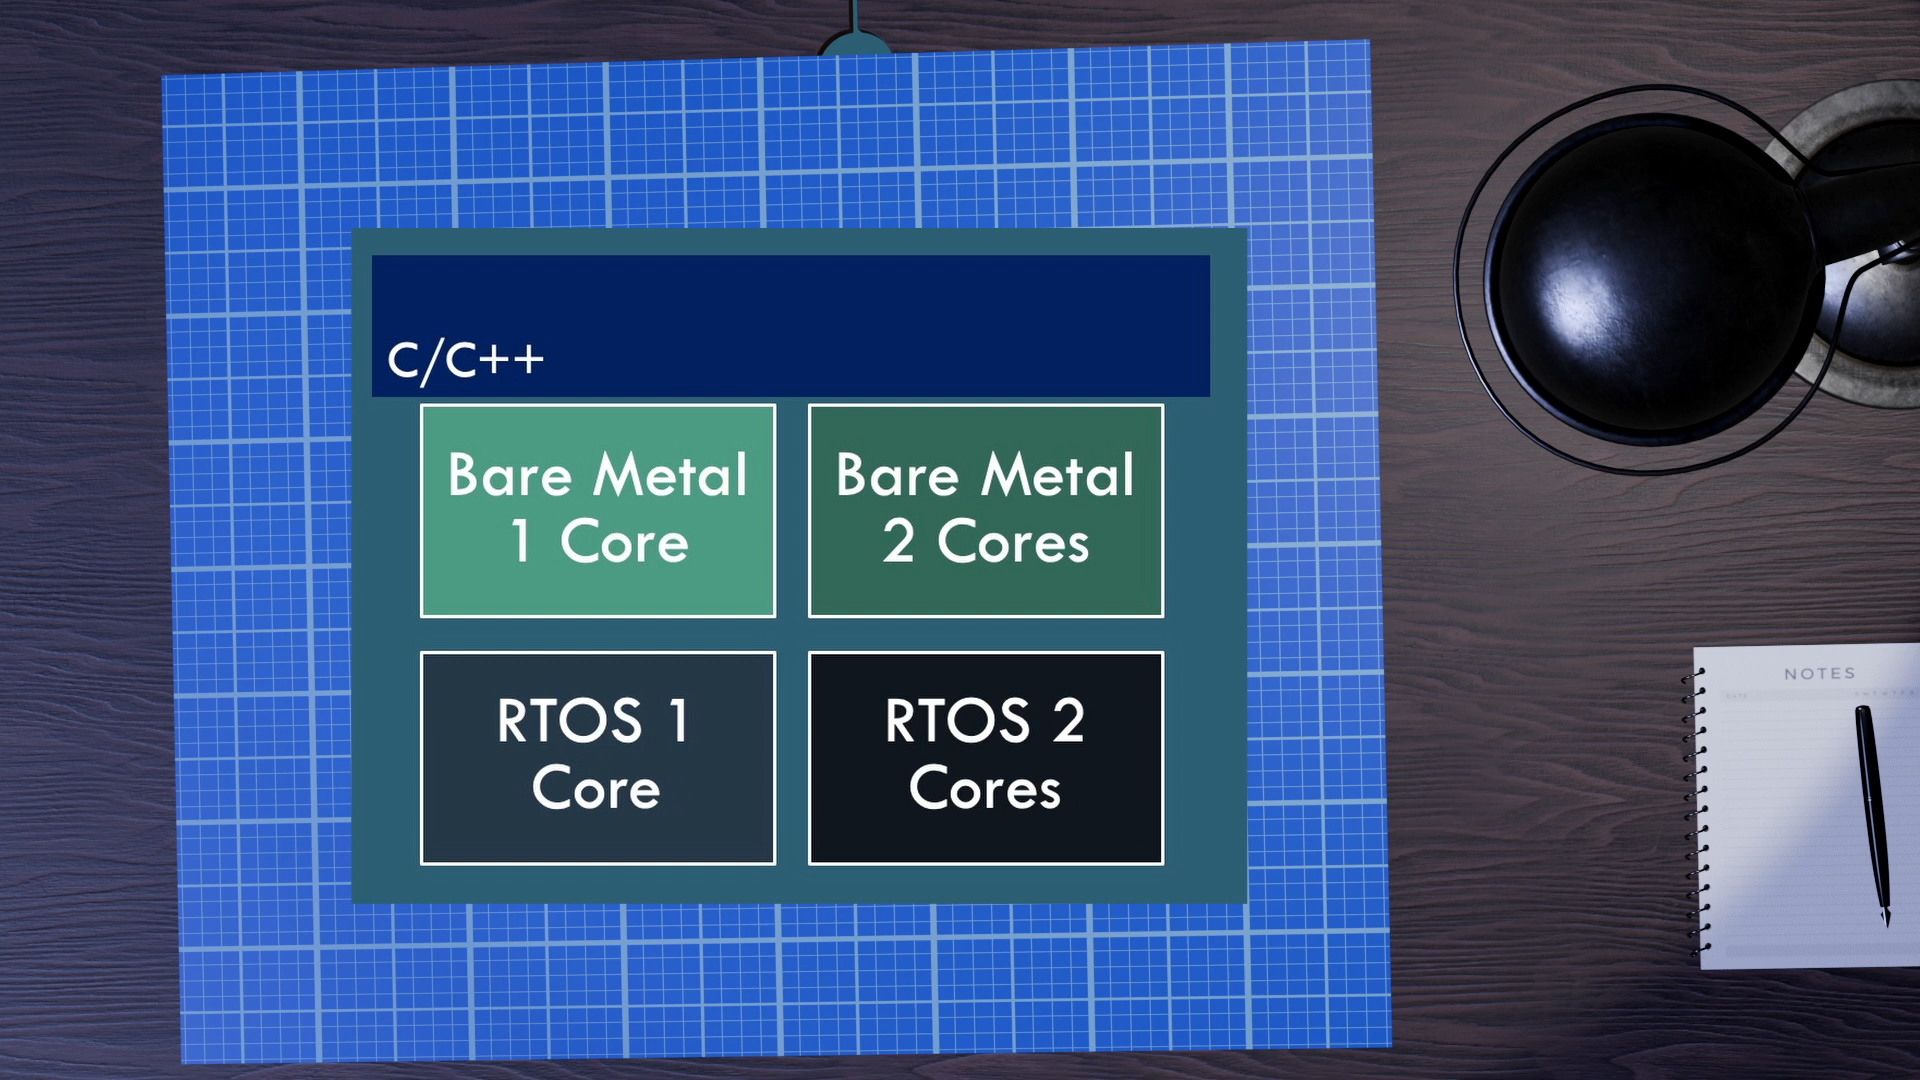 C/C++
Bare Metal
1 Core
Bare Metal
2 Cores
RTOS 1
Core
RTOS 2
Cores
NOTES